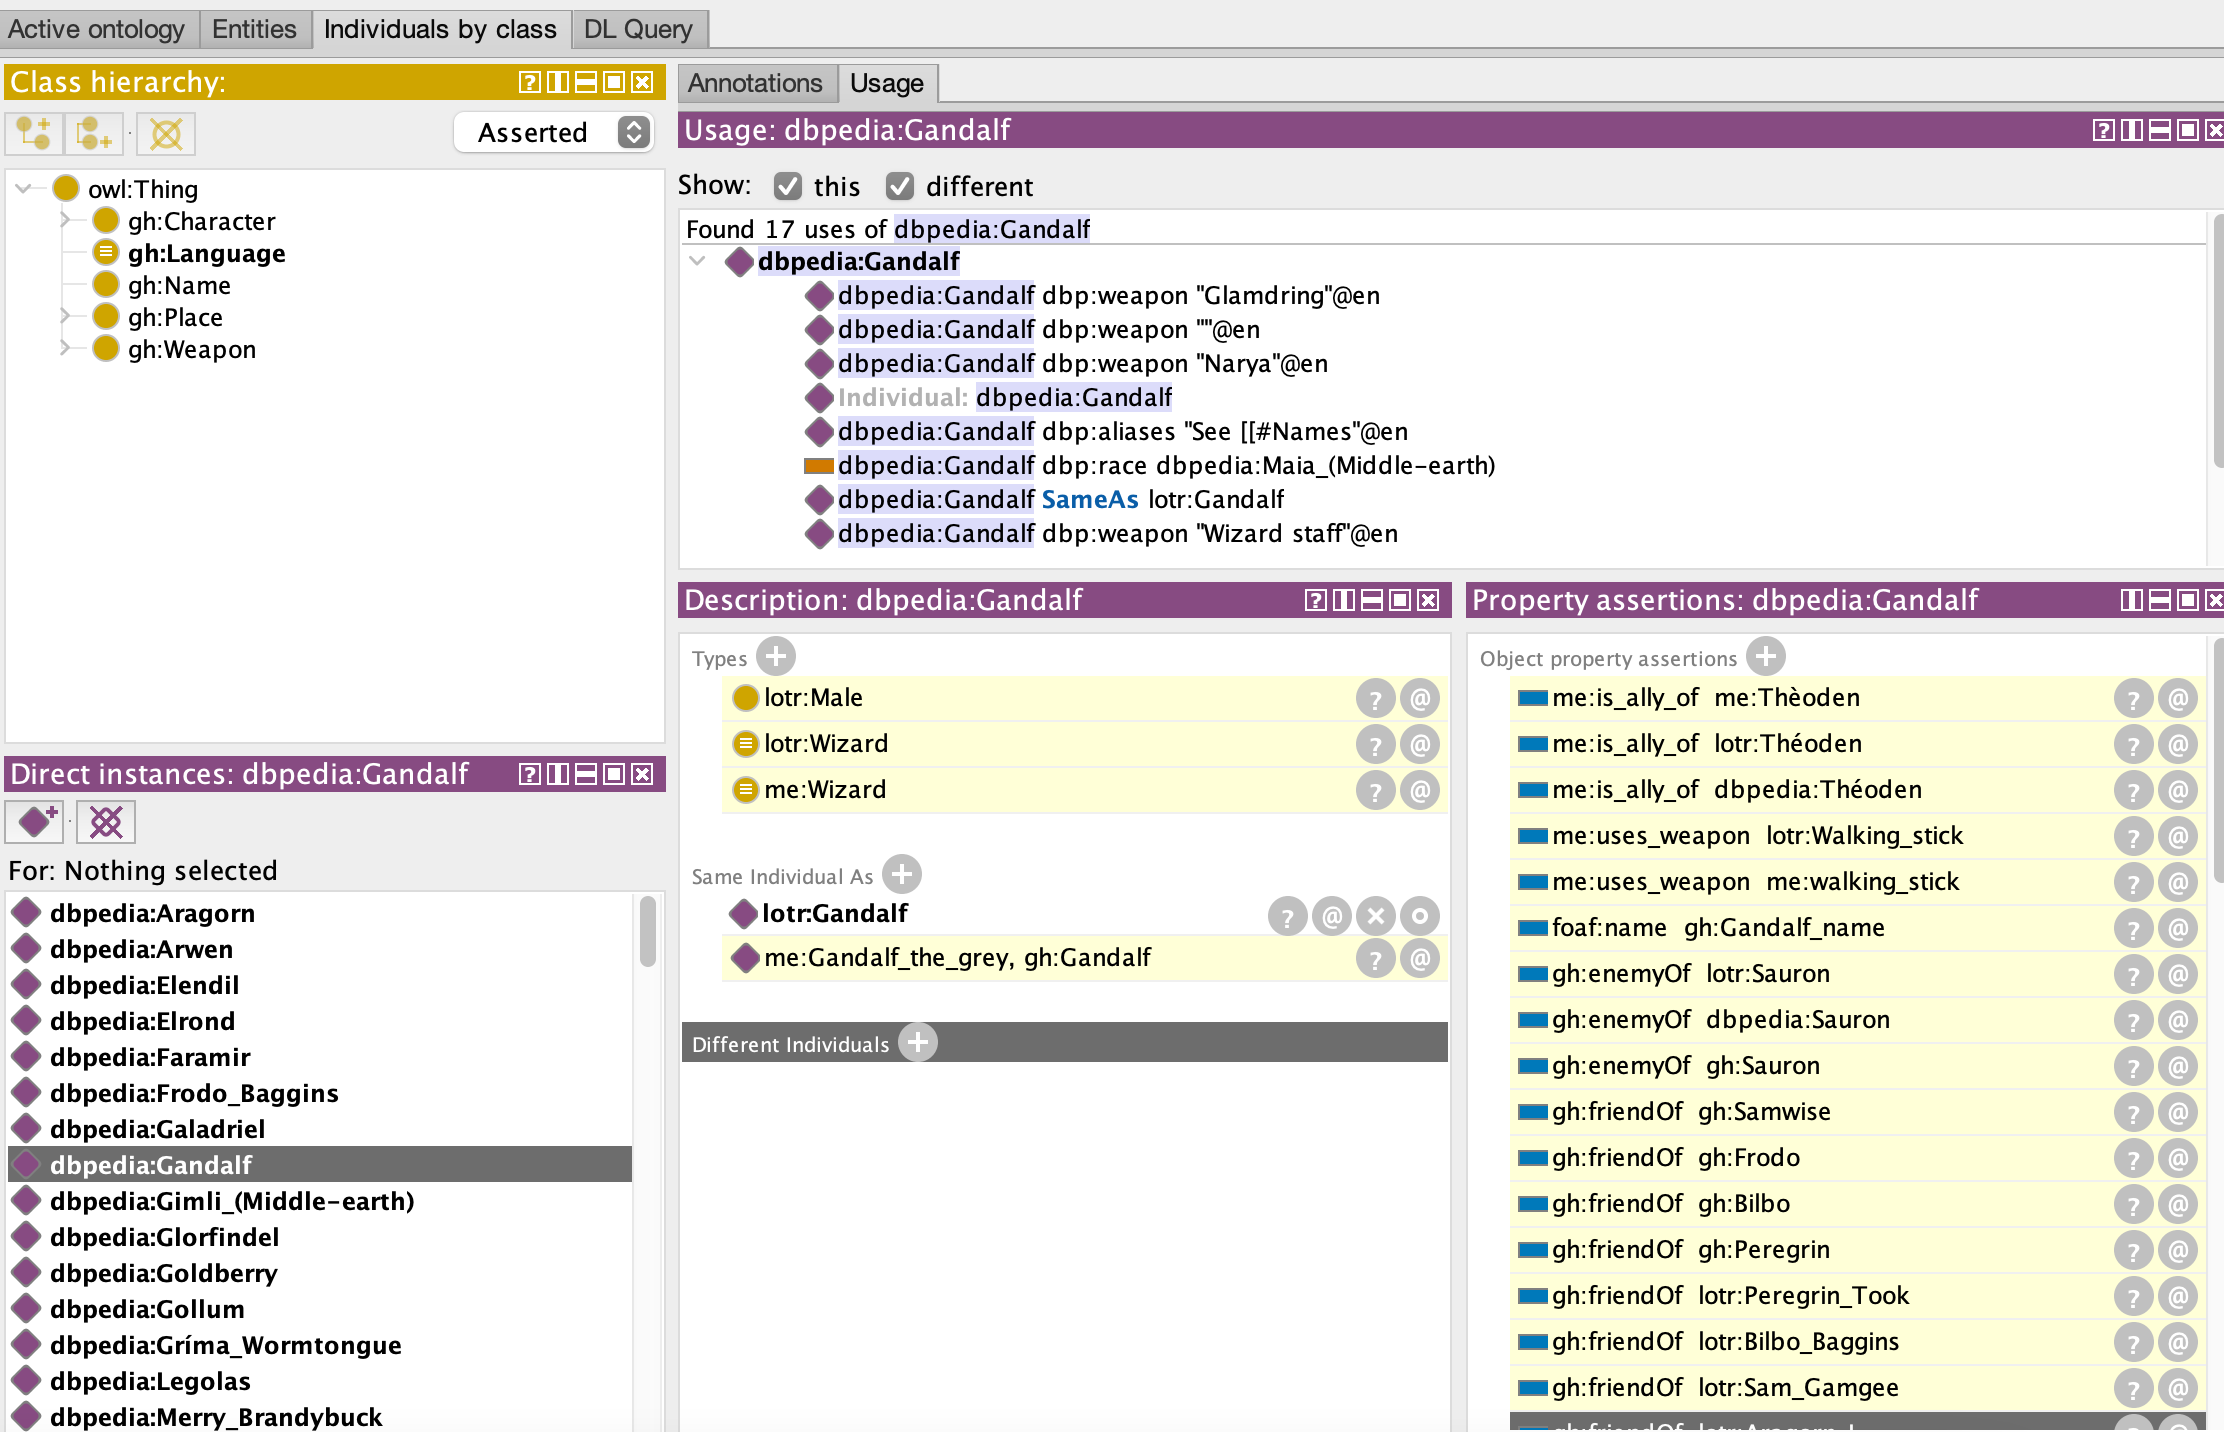 Active ontology Entities Individuals by class DL Query
Class hierarchy:
Asserted
owl:Thing
gh:Character
gh:Language
gh:Name
gh:Place
gh:Weapon
Direct instances: dbpedia:Gandalf
For: Nothing selected
dbpedia:Aragorn
dbpedia:Arwen
dbpedia:Elendil
dbpedia:Elrond
dbpedia:Faramir
dbpedia:Frodo_Baggins
dbpedia:Galadriel
dbpedia:Gandalf
dbpedia:Gimli_(Middle-earth)
dbpedia:Glorfindel
dbpedia:Goldberry
dbpedia:Gollum
dbpedia:Gríma_Wormtongue
dbpedia:Legolas
dbpedia:Merry_Brandybuck
Annotations Usage
Usage: dbpedia:Gandalf
Show: this different
Found 17 uses of dbpedia:Gandalf
dbpedia:Gandalf
dbpedia:Gandalf dbp:weapon "Glamdring"@en
dbpedia:Gandalf dbp:weapon ""@en
dbpedia:Gandalf dbp:weapon "Narya"@en
Individual: dbpedia:Gandalf
dbpedia:Gandalf dbp:aliases "See [[#Names"@en
dbpedia:Gandalf dbp:race dbpedia:Maia_(Middle-earth)
dbpedia:Gandalf SameAs lotr:Gandalf
dbpedia:Gandalf dbp:weapon "Wizard staff"@en
Description: dbpedia:Gandalf
Types
lotr:Male
lotr:Wizard
me:Wizard
Same Individual As
lotr:Gandalf
me:Gandalf_the_grey, gh:Gandalf
Different Individuals
Property assertions: dbpedia:Gandalf
Object property assertions
me:is_ally_of me:Thèoden
me:is_ally_of lotr:Théoden
me:is_ally_of dbpedia:Théoden
me:uses_weapon lotr:Walking_stick
me:uses_weapon me:walking_stick
foaf:name gh:Gandalf_name
gh:enemyOf lotr:Sauron
gh:enemyOf dbpedia:Sauron
gh:enemyOf gh:Sauron
gh:friendOf gh:Samwise
gh:friendOf gh:Frodo
gh:friendOf gh:Bilbo
gh:friendOf gh:Peregrin
gh:friendOf lotr:Peregrin_Took
gh:friendOf lotr:Bilbo_Baggins
gh:friendOf lotr:Sam_Gamgee